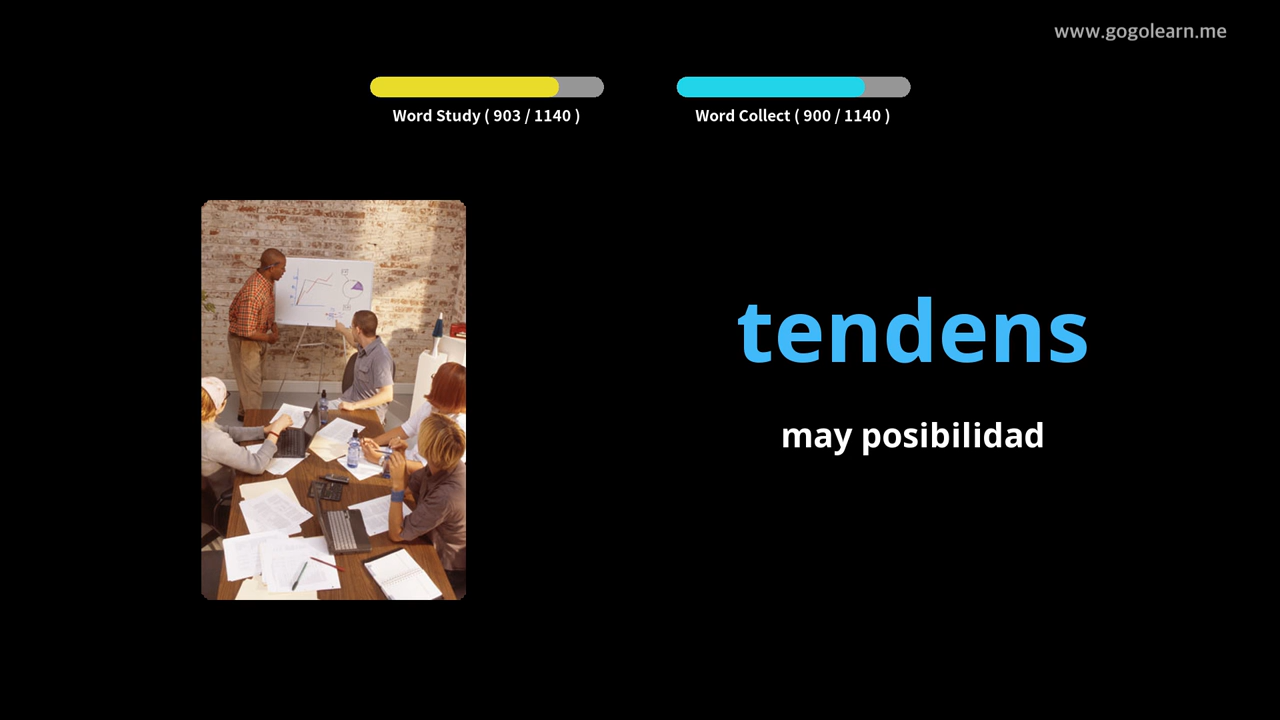 www.gogolearn.me
Word Study ( 903 / 1140 )
Word Collect ( 900 / 1140 )
tendens
may posibilidad